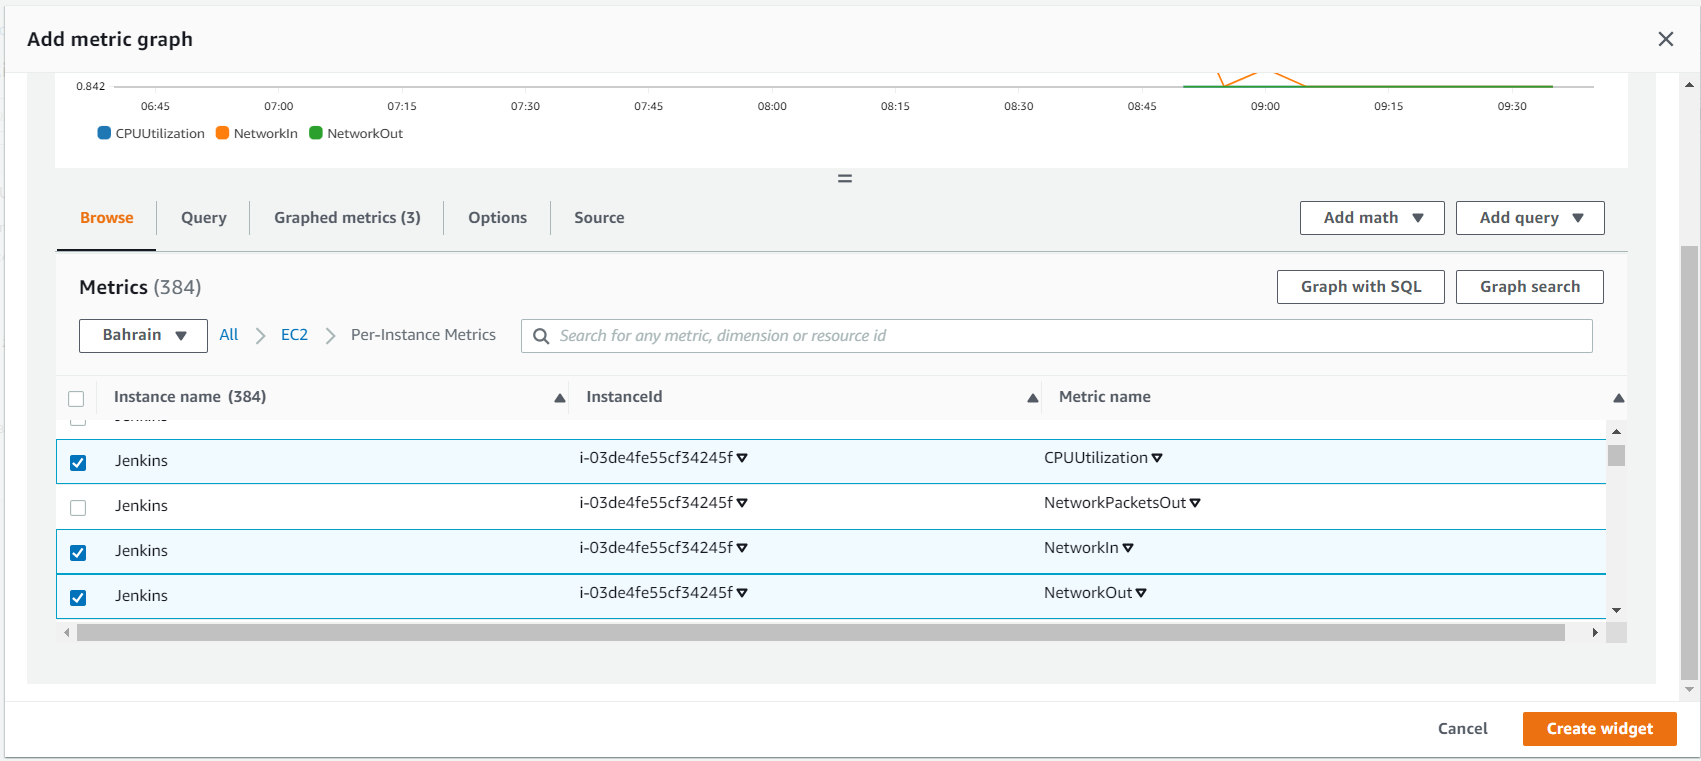 Add metric graph
0.842
06:45 07:00 07:15 07:30 07:45 08:00 08:15 08:30 08:45 09:00 09:15 09:30
CPUUtilization NetworkIn NetworkOut
Browse Query Graphed metrics (3) Options Source Add math Add query
Metrics (384) Graph with SQL Graph search
Bahrain All EC2 Per-Instance Metrics Search for any metric, dimension or resource id
Instance name (384) InstanceId Metric name
Jenkins i-03de4fe55cf34245f CPUUtilization
Jenkins i-03de4fe55cf34245f NetworkPacketsOut
Jenkins i-03de4fe55cf34245f NetworkIn
Jenkins i-03de4fe55cf34245f NetworkOut
Cancel Create widget